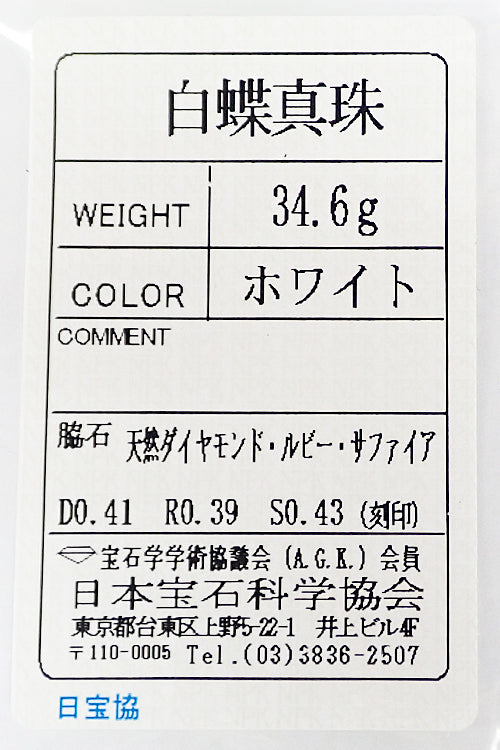 白蝶真珠
WEIGHT 34.6g
COLOR ホワイト
COMMENT
脇石 天然ダイヤモンド・ルビー・サファイア
D0.41 R0.39 S0.43 (刻印)
宝石学学術協議会 (A.G.K.) 会員
日本宝石科学協会
東京都台東区上野5-22-1 井上ビル4F
〒110-0005 Tel.(03)3836-2507
日宝協